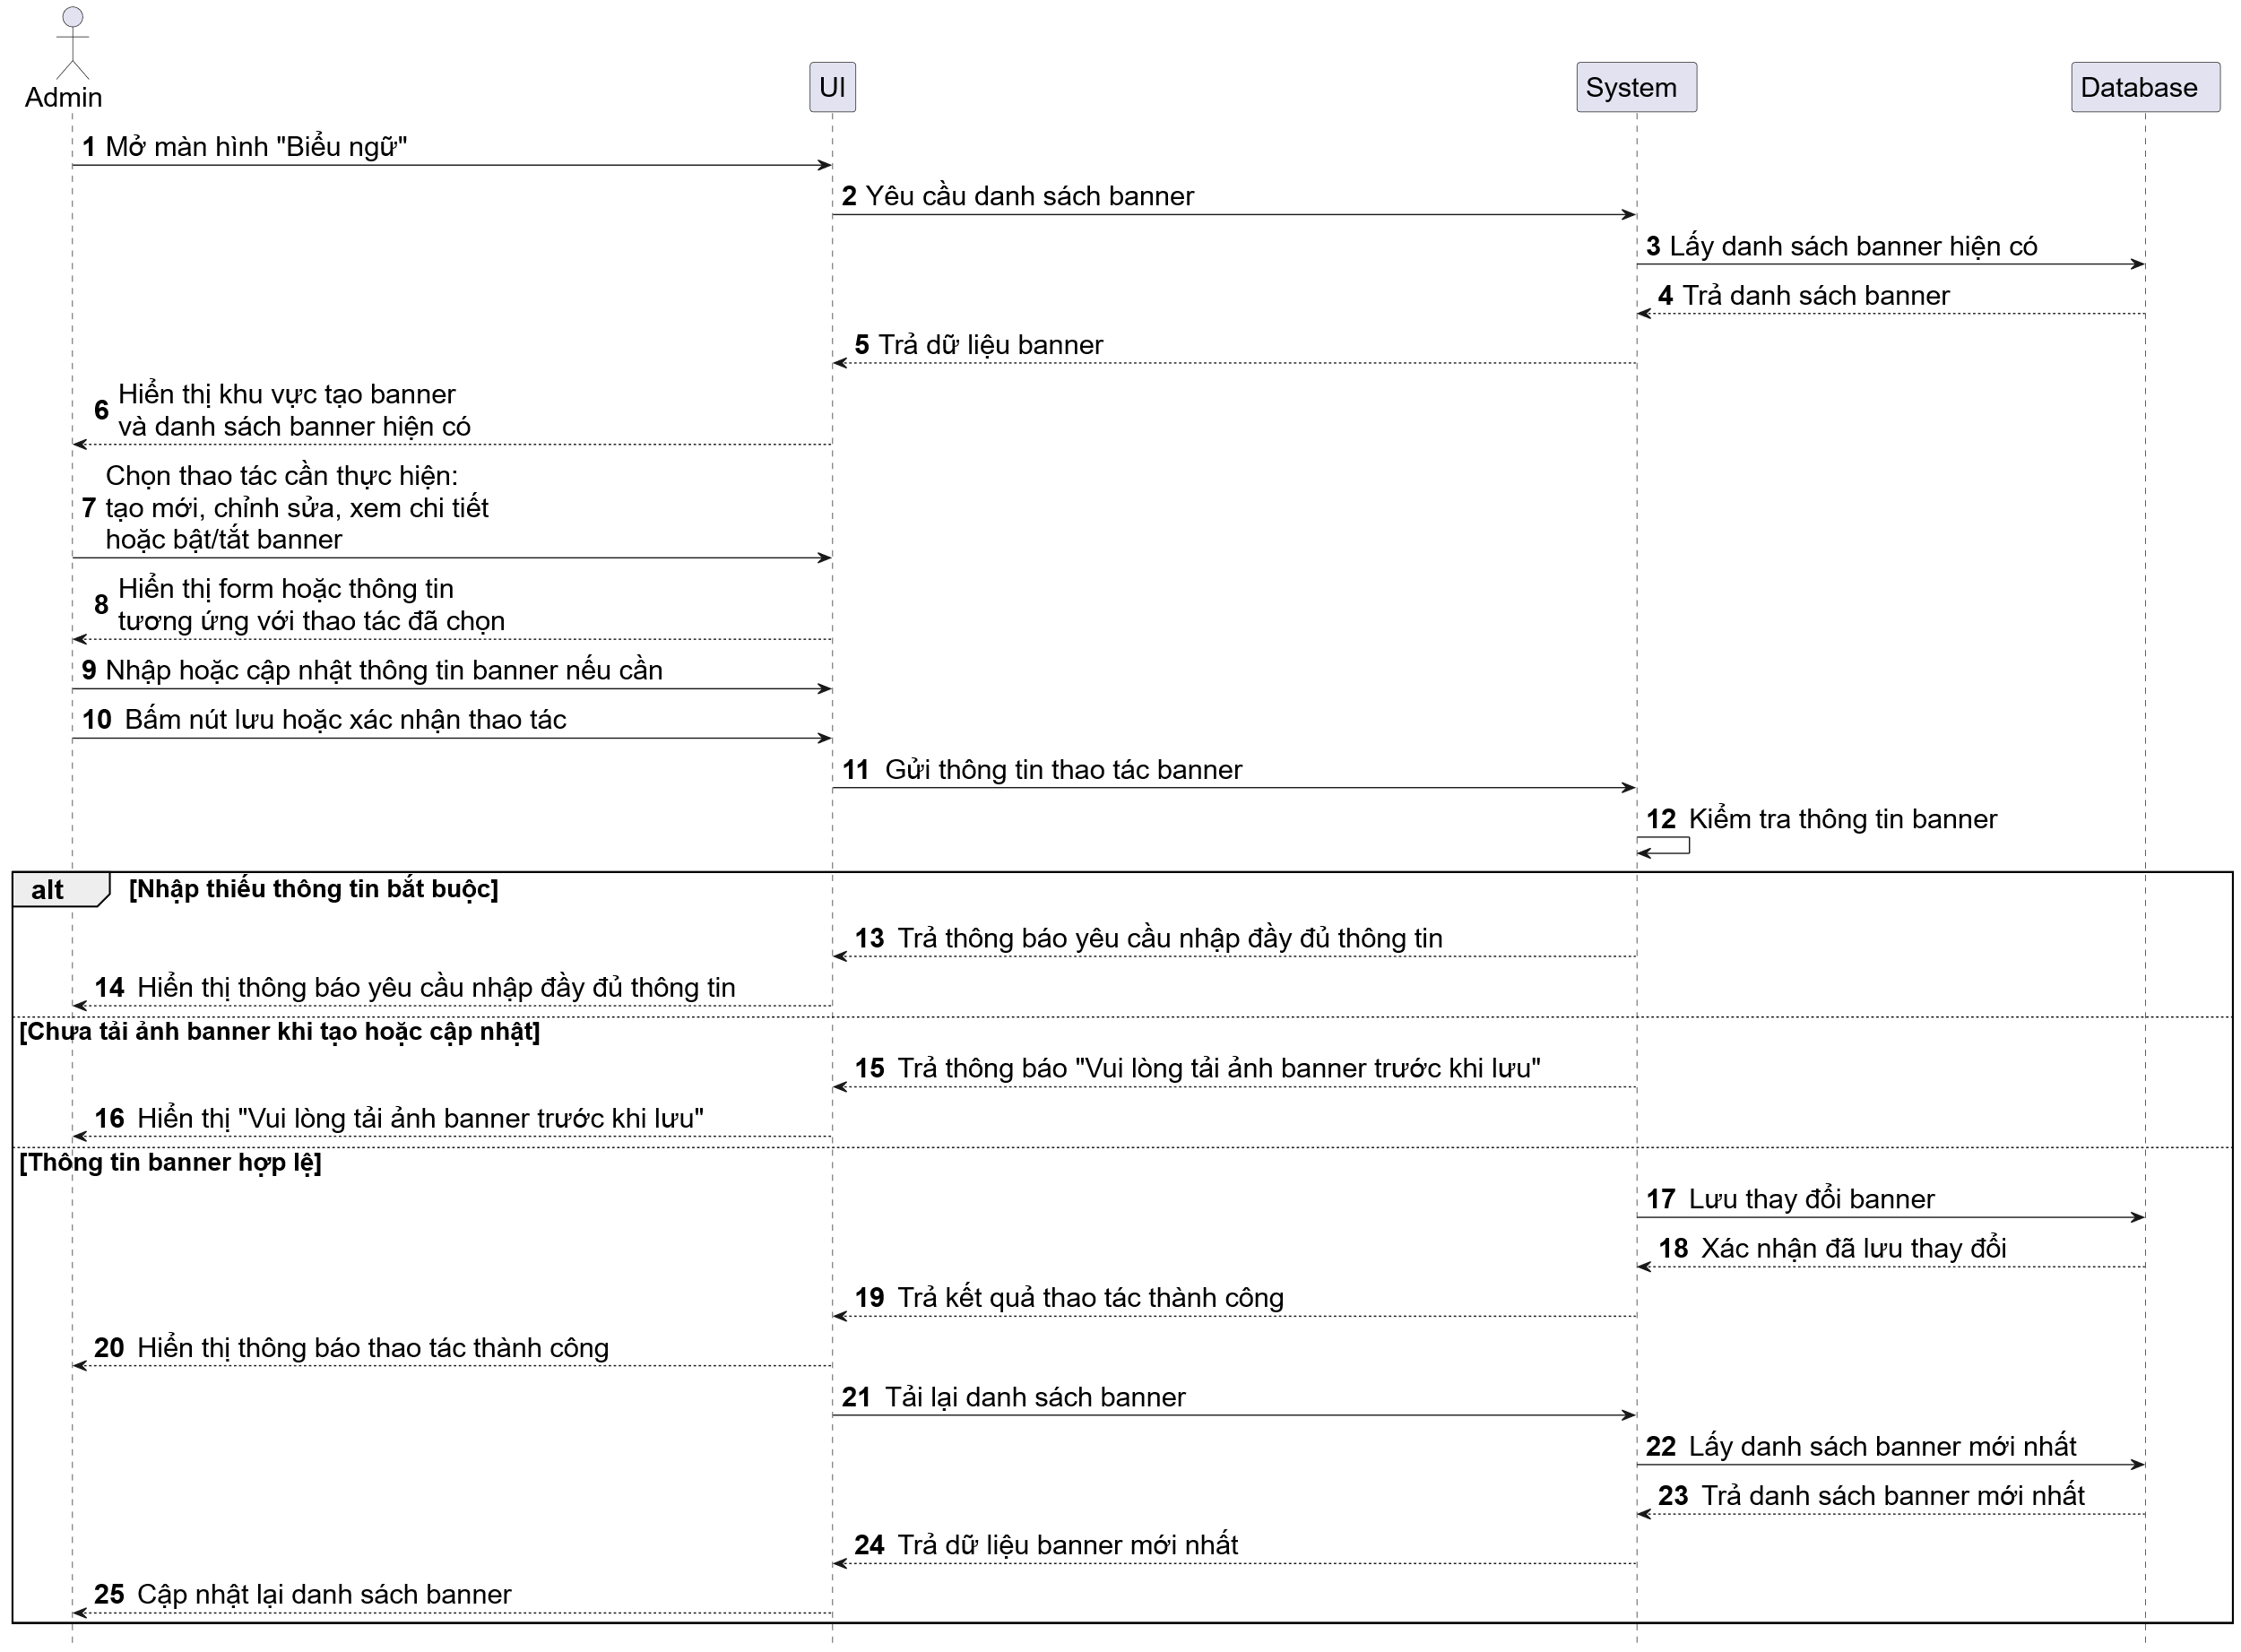 Admin
UI
System
Database
1 Mở màn hình "Biểu ngữ"
2 Yêu cầu danh sách banner
3 Lấy danh sách banner hiện có
4 Trả danh sách banner
5 Trả dữ liệu banner
6 Hiển thị khu vực tạo banner
và danh sách banner hiện có
Chọn thao tác cần thực hiện:
7 tạo mới, chỉnh sửa, xem chi tiết
hoặc bật/tắt banner
8 Hiển thị form hoặc thông tin
tương ứng với thao tác đã chọn
9 Nhập hoặc cập nhật thông tin banner nếu cần
10 Bấm nút lưu hoặc xác nhận thao tác
11 Gửi thông tin thao tác banner
12 Kiểm tra thông tin banner
alt [Nhập thiếu thông tin bắt buộc]
13 Trả thông báo yêu cầu nhập đầy đủ thông tin
14 Hiển thị thông báo yêu cầu nhập đầy đủ thông tin
[Chưa tải ảnh banner khi tạo hoặc cập nhật]
15 Trả thông báo "Vui lòng tải ảnh banner trước khi lưu"
16 Hiển thị "Vui lòng tải ảnh banner trước khi lưu"
[Thông tin banner hợp lệ]
17 Lưu thay đổi banner
18 Xác nhận đã lưu thay đổi
19 Trả kết quả thao tác thành công
20 Hiển thị thông báo thao tác thành công
21 Tải lại danh sách banner
22 Lấy danh sách banner mới nhất
23 Trả danh sách banner mới nhất
24 Trả dữ liệu banner mới nhất
25 Cập nhật lại danh sách banner